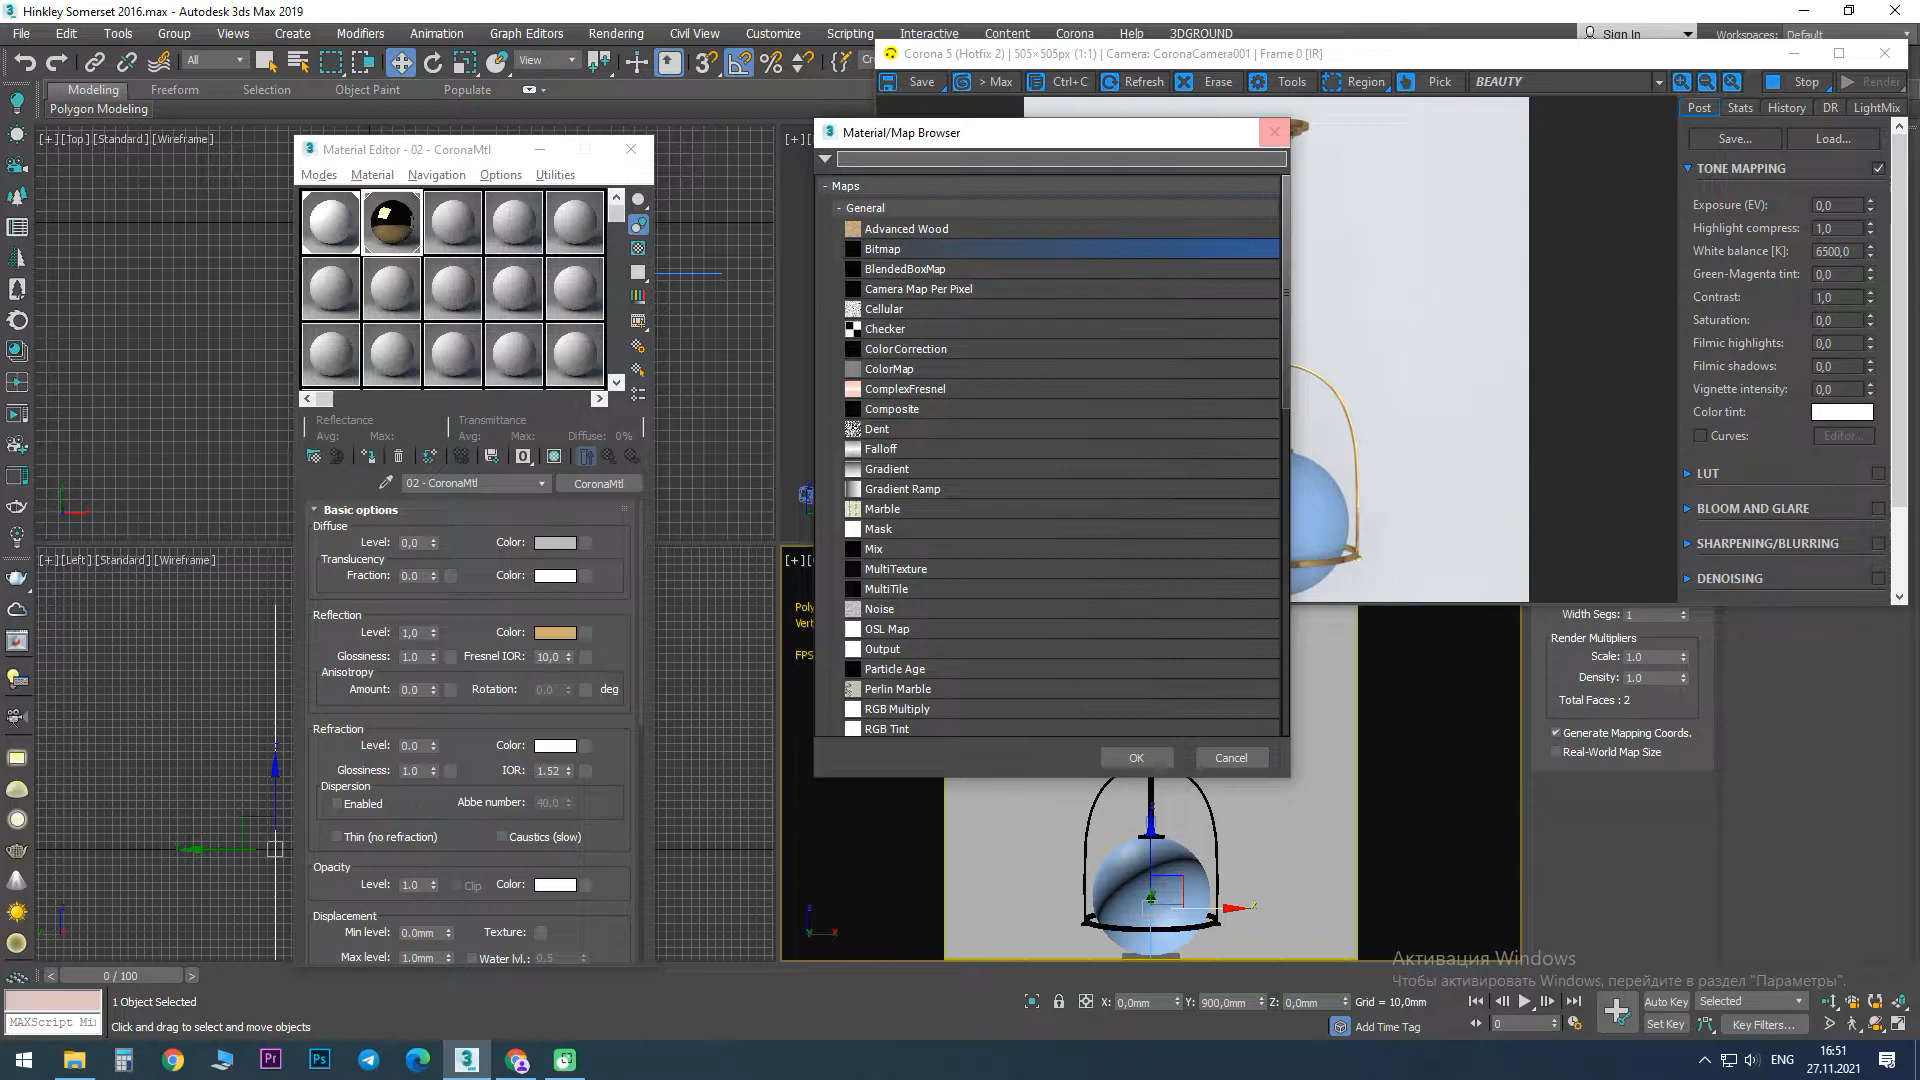 Hinkley Somerset 2016.max - Autodesk 3ds Max 2019
File Edit Tools Group Views Create Modifiers Animation Graph Editors Rendering Civil View Customize Scripting Interactive Content Corona Help 3DGROUND
Sign In Workspaces: Default
All View
Corona 5 (Hotfix 2) | 505×505px (1:1) | Camera: CoronaCamera001 | Frame 0 [IR]
Save > Max Ctrl+C Refresh Erase Tools Region Pick BEAUTY Stop Render
Modeling Freeform Selection Object Paint Populate
Polygon Modeling
Post Stats History DR LightMix
Save... Load...
TONE MAPPING
Exposure (EV): 0,0
Highlight compress: 1,0
White balance [K]: 6500,0
Green-Magenta tint: 0,0
Contrast: 1,0
Saturation: 0,0
Filmic highlights: 0,0
Filmic shadows: 0,0
Vignette intensity: 0,0
Color tint:
Curves: Editor...
LUT
BLOOM AND GLARE
SHARPENING/BLURRING
DENOISING
[+][Top][Standard][Wireframe]
[+][Left][Standard][Wireframe]
Material Editor - 02 - CoronaMtl
Modes Material Navigation Options Utilities
Reflectance Transmittance
Avg: Max: Avg: Max: Diffuse: 0%
02 - CoronaMtl CoronaMtl
Basic options
Diffuse
Level: 0,0 Color:
Translucency
Fraction: 0.0 Color:
Reflection
Level: 1,0 Color:
Glossiness: 1.0 Fresnel IOR: 10,0
Anisotropy
Amount: 0.0 Rotation: 0.0 deg
Refraction
Level: 0.0 Color:
Glossiness: 1.0 IOR: 1.52
Dispersion
Enabled Abbe number: 40.0
Thin (no refraction) Caustics (slow)
Opacity
Level: 1.0 Clip Color:
Displacement
Min level: 0.0mm Texture:
Max level: 1.0mm Water lvl.: 0.5
Material/Map Browser
- Maps
- General
Advanced Wood
Bitmap
BlendedBoxMap
Camera Map Per Pixel
Cellular
Checker
ColorCorrection
ColorMap
ComplexFresnel
Composite
Dent
Falloff
Gradient
Gradient Ramp
Marble
Mask
Mix
MultiTexture
MultiTile
Noise
OSL Map
Output
Particle Age
Perlin Marble
RGB Multiply
RGB Tint
OK Cancel
Width Segs: 1
Render Multipliers
Scale: 1.0
Density: 1.0
Total Faces : 2
Generate Mapping Coords.
Real-World Map Size
Активация Windows
Чтобы активировать Windows, перейдите в раздел "Параметры".
0 / 100
1 Object Selected
Click and drag to select and move objects
MAXScript Mi
X: 0,0mm Y: 900,0mm Z: 0,0mm Grid = 10,0mm
Add Time Tag
0
Auto Key Selected
Set Key Key Filters...
ENG
16:51
27.11.2021